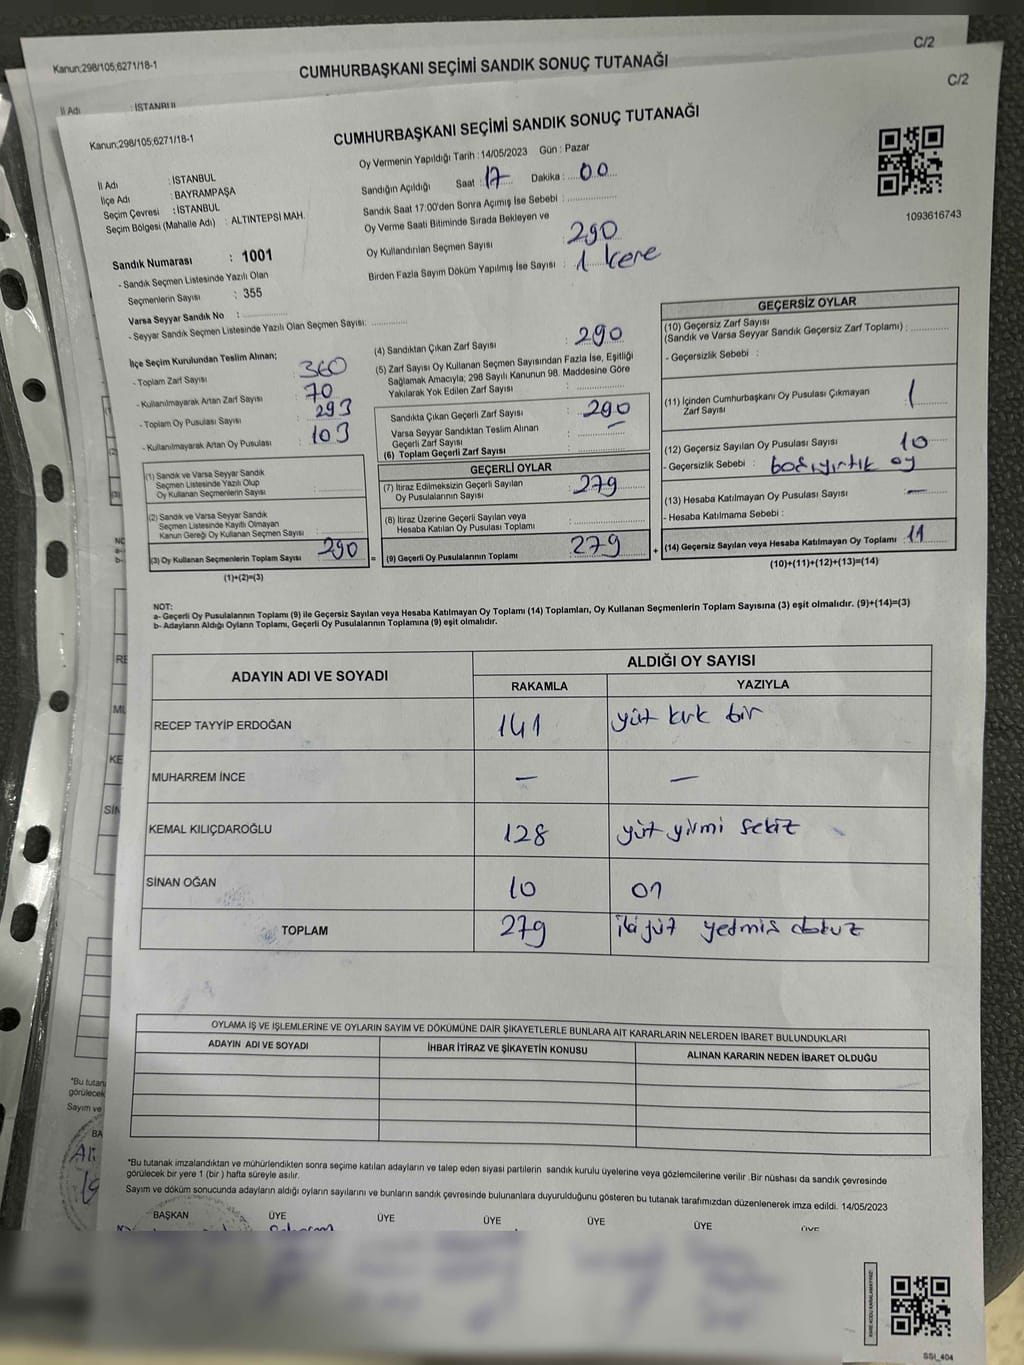 Kanun;298/105;6271/18-1
CUMHURBAŞKANI SEÇİMİ SANDIK SONUÇ TUTANAĞI
C/2
İl Adı : İSTANBUL
Kanun;298/105;6271/18-1
CUMHURBAŞKANI SEÇİMİ SANDIK SONUÇ TUTANAĞI
C/2
Oy Vermenin Yapıldığı Tarih : 14/05/2023 Gün : Pazar
İl Adı : İSTANBUL
İlçe Adı : BAYRAMPAŞA
Seçim Çevresi : İSTANBUL
Seçim Bölgesi (Mahalle Adı) : ALTINTEPSİ MAH.
Sandığın Açıldığı Saat : 17 Dakika : 00
Sandık Saat 17:00'den Sonra Açımış İse Sebebi :
Oy Verme Saati Bitiminde Sırada Bekleyen ve
Oy Kullandırılan Seçmen Sayısı : 290
Birden Fazla Sayım Döküm Yapılmış İse Sayısı : 1 kere
1093616743
Sandık Numarası : 1001
- Sandık Seçmen Listesinde Yazılı Olan
Seçmenlerin Sayısı : 355
Varsa Seyyar Sandık No :
- Seyyar Sandık Seçmen Listesinde Yazılı Olan Seçmen Sayısı:
İlçe Seçim Kurulundan Teslim Alınan;
- Toplam Zarf Sayısı : 360
- Kullanılmayarak Artan Zarf Sayısı : 70
- Toplam Oy Pusulası Sayısı : 293
- Kullanılmayarak Artan Oy Pusulası : 103
(1) Sandık ve Varsa Seyyar Sandık
Seçmen Listesinde Yazılı Olup
Oy Kullanan Seçmenlerin Sayısı :
(2) Sandık ve Varsa Seyyar Sandık
Seçmen Listesinde Kayıtlı Olmayan
Kanun Gereği Oy Kullanan Seçmen Sayısı :
(3) Oy Kullanan Seçmenlerin Toplam Sayısı 290 =
(1)+(2)=(3)
(4) Sandıktan Çıkan Zarf Sayısı : 290
(5) Zarf Sayısı Oy Kullanan Seçmen Sayısından Fazla İse, Eşitliği
Sağlamak Amacıyla; 298 Sayılı Kanunun 98. Maddesine Göre
Yakılarak Yok Edilen Zarf Sayısı :
Sandıkta Çıkan Geçerli Zarf Sayısı : 290
Varsa Seyyar Sandıktan Teslim Alınan
Geçerli Zarf Sayısı :
(6) Toplam Geçerli Zarf Sayısı :
GEÇERLİ OYLAR
(7) İtiraz Edilmeksizin Geçerli Sayılan
Oy Pusulalarının Sayısı : 279
(8) İtiraz Üzerine Geçerli Sayılan veya
Hesaba Katılan Oy Pusulası Toplamı :
(9) Geçerli Oy Pusulalarının Toplamı : 279 +
GEÇERSİZ OYLAR
(10) Geçersiz Zarf Sayısı
(Sandık ve Varsa Seyyar Sandık Geçersiz Zarf Toplamı) :
- Geçersizlik Sebebi :
(11) İçinden Cumhurbaşkanı Oy Pusulası Çıkmayan
Zarf Sayısı : 1
(12) Geçersiz Sayılan Oy Pusulası Sayısı : 10
- Geçersizlik Sebebi : boş yırtık oy
(13) Hesaba Katılmayan Oy Pusulası Sayısı : —
- Hesaba Katılmama Sebebi :
(14) Geçersiz Sayılan veya Hesaba Katılmayan Oy Toplamı : 11
(10)+(11)+(12)+(13)=(14)
NOT:
a- Geçerli Oy Pusulalarının Toplamı (9) ile Geçersiz Sayılan veya Hesaba Katılmayan Oy Toplamı (14) Toplamları, Oy Kullanan Seçmenlerin Toplam Sayısına (3) eşit olmalıdır. (9)+(14)=(3)
b- Adayların Aldığı Oyların Toplamı, Geçerli Oy Pusulalarının Toplamına (9) eşit olmalıdır.
ADAYIN ADI VE SOYADI
ALDIĞI OY SAYISI
RAKAMLA YAZIYLA
RECEP TAYYİP ERDOĞAN 141 yüz kırk bir
MUHARREM İNCE — —
KEMAL KILIÇDAROĞLU 128 yüz yirmi sekiz
SİNAN OĞAN 10 on
TOPLAM 279 iki yüz yetmiş dokuz
OYLAMA İŞ VE İŞLEMLERİNE VE OYLARIN SAYIM VE DÖKÜMÜNE DAİR ŞİKAYETLERLE BUNLARA AİT KARARLARIN NELERDEN İBARET BULUNDUKLARI
ADAYIN ADI VE SOYADI İHBAR İTİRAZ VE ŞİKAYETİN KONUSU ALINAN KARARIN NEDEN İBARET OLDUĞU
*Bu tutanak imzalandıktan ve mühürlendikten sonra seçime katılan adayların ve talep eden siyasi partilerin sandık kurulu üyelerine veya gözlemcilerine verilir .Bir nüshası da sandık çevresinde
görülecek bir yere 1 (bir ) hafta süreyle asılır.
Sayım ve döküm sonucunda adayların aldığı oyların sayılarını ve bunların sandık çevresinde bulunanlara duyurulduğunu gösteren bu tutanak tarafımızdan düzenlenerek imza edildi. 14/05/2023
BAŞKAN ÜYE ÜYE ÜYE ÜYE ÜYE ÜYE
SSI_404